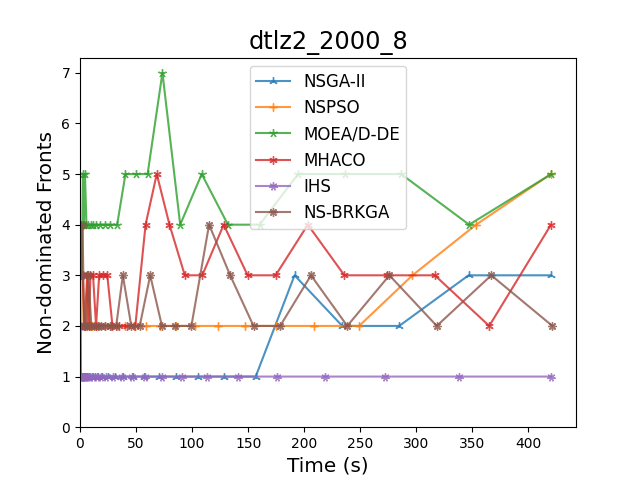 dtlz2_2000_8
Non-dominated Fronts
7
6
5
4
3
2
1
0
NSGA-II
NSPSO
MOEA/D-DE
MHACO
IHS
NS-BRKGA
0 50 100 150 200 250 300 350 400
Time (s)